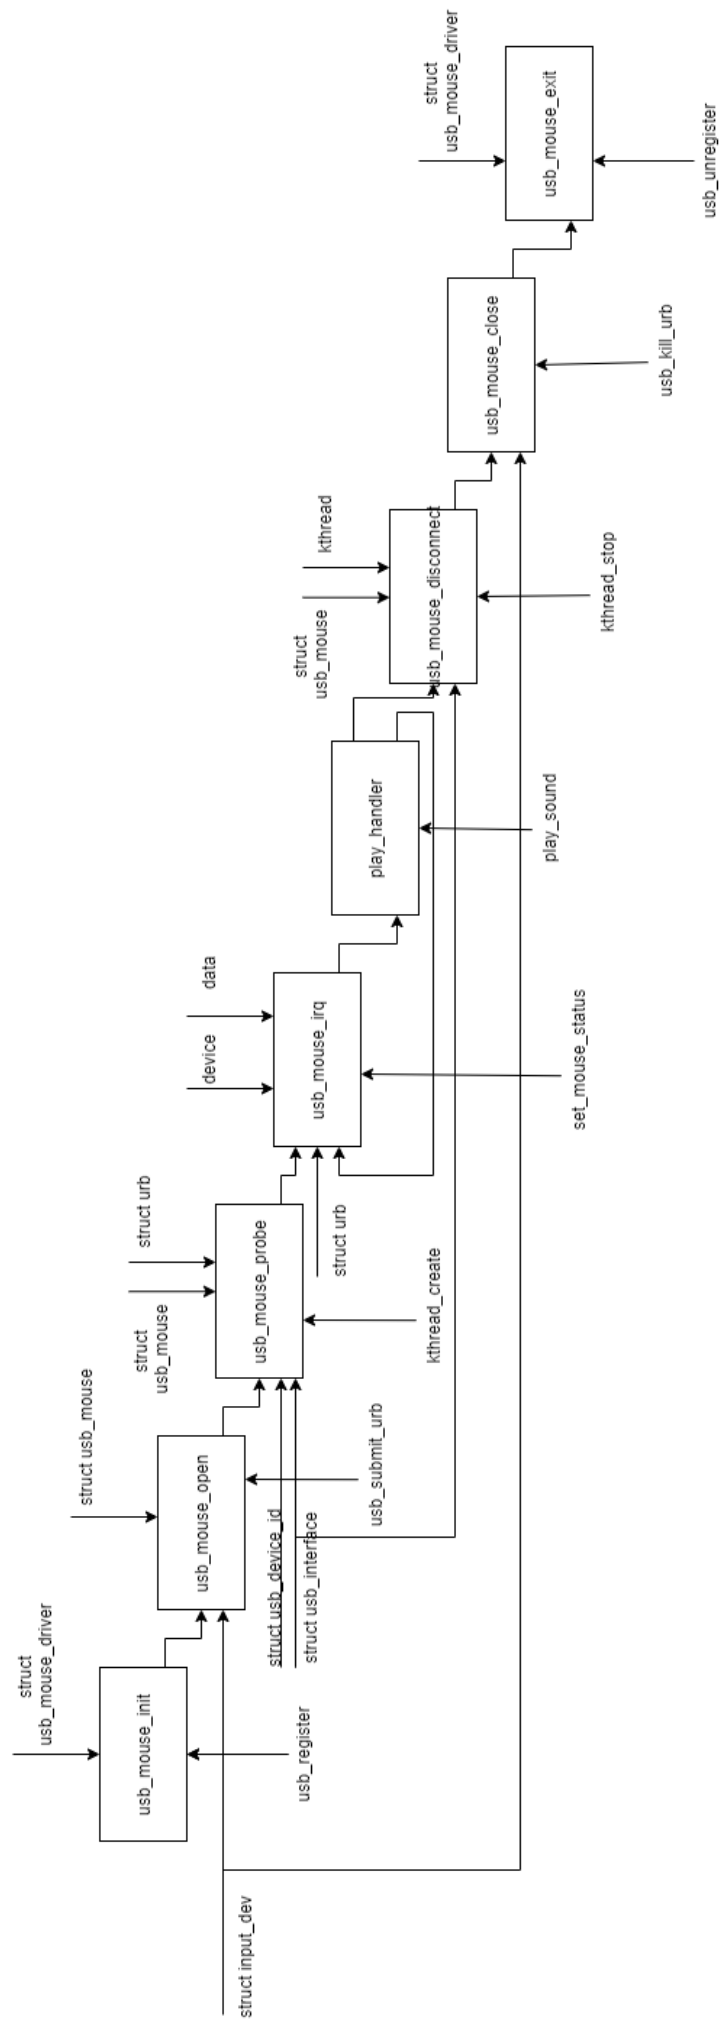 struct input_dev
struct
usb_mouse_driver
usb_mouse_init
usb_register
struct usb_mouse
usb_mouse_open
usb_submit_urb
struct usb_device_id
struct usb_interface
struct
usb_mouse
struct urb
usb_mouse_probe
kthread_create
struct urb
device
data
usb_mouse_irq
set_mouse_status
play_handler
play_sound
struct
usb_mouse
kthread
usb_mouse_disconnect
kthread_stop
usb_mouse_close
usb_kill_urb
struct
usb_mouse_driver
usb_mouse_exit
usb_unregister